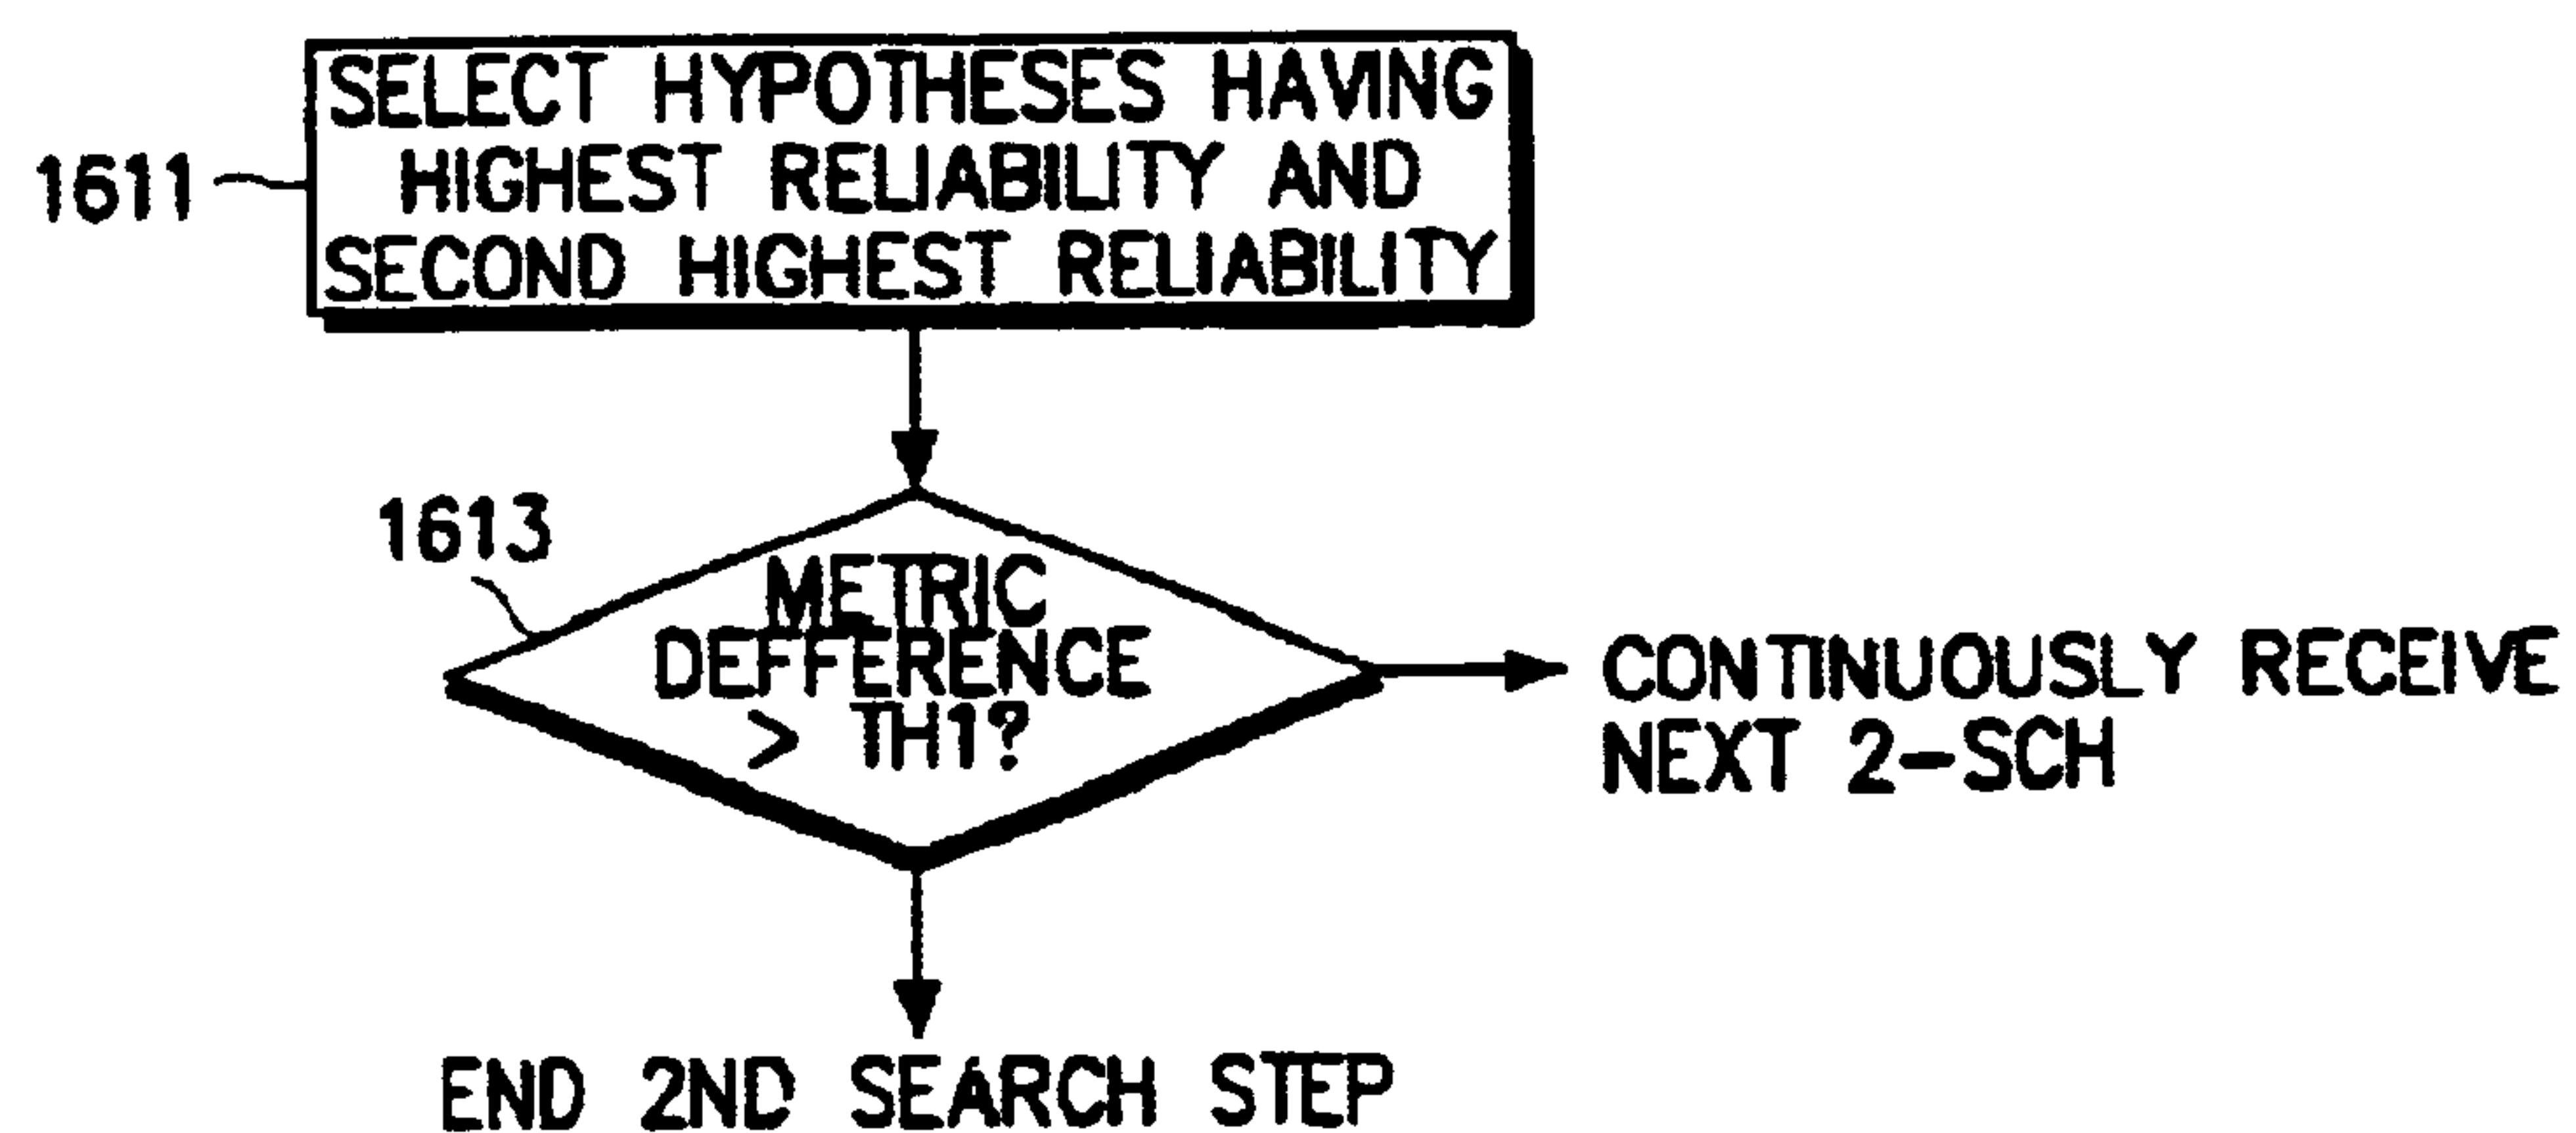 SELECT HYPOTHESES HAVING
HIGHEST RELIABILITY AND
SECOND HIGHEST RELIABILITY
1611
1613
METRIC
DEFFERENCE
> TH1?
CONTINUOUSLY RECEIVE
NEXT 2-SCH
END 2ND SEARCH STEP